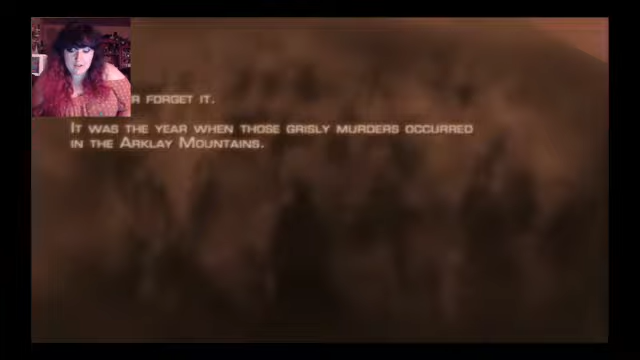 R FORGET IT.
IT WAS THE YEAR WHEN THOSE GRISLY MURDERS OCCURRED
IN THE ARKLAY MOUNTAINS.